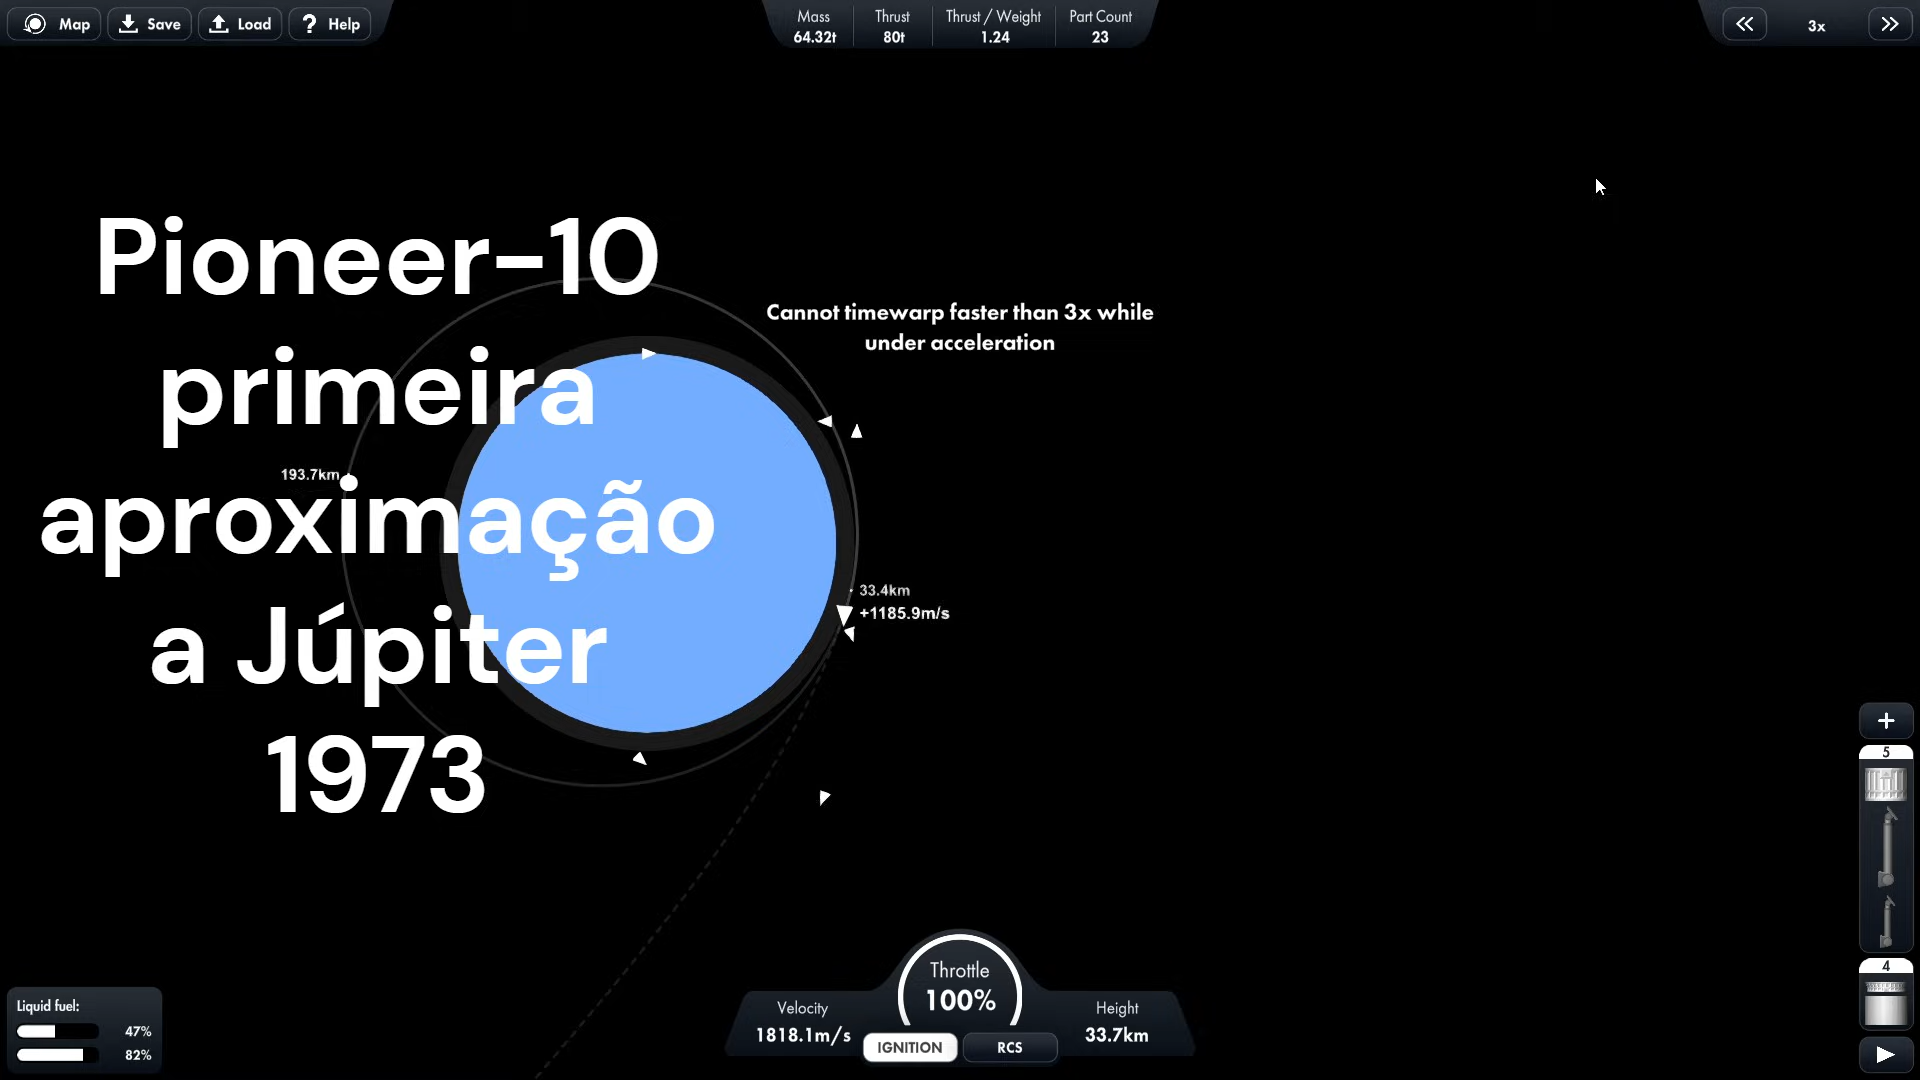 Map
Save
Load
Help
Mass
64.32t
Thrust
80t
Thrust / Weight
1.24
Part Count
23
3x
Pioneer-10
primeira
aproximação
a Júpiter
1973
Cannot timewarp faster than 3x while
under acceleration
193.7km
33.4km
+1185.9m/s
5
4
Liquid fuel:
47%
82%
Throttle
100%
Velocity
1818.1m/s
Height
33.7km
IGNITION
RCS